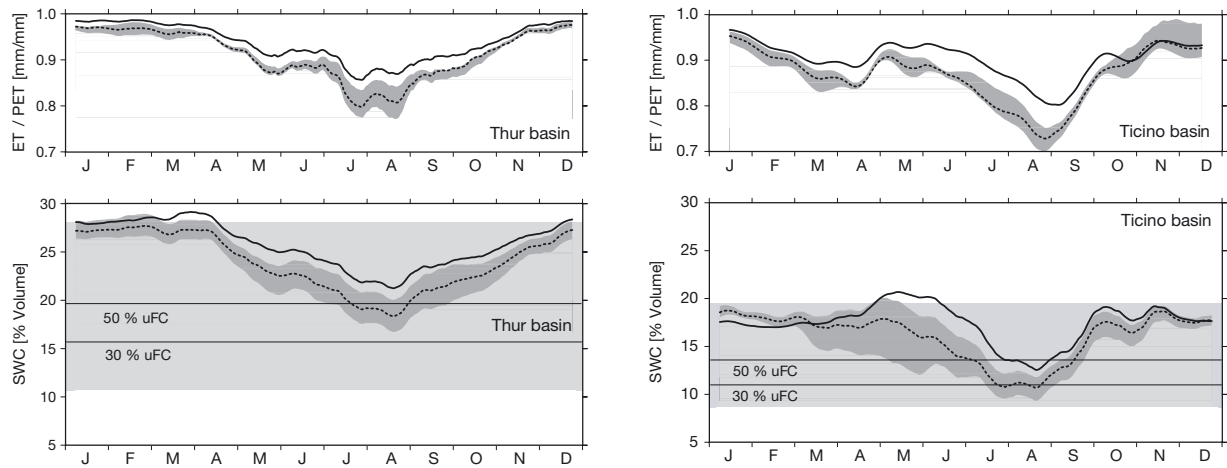 ET / PET [mm/mm]
1.0
0.9
0.8
0.7
Thur basin
J F M A M J J A S O N D
ET / PET [mm/mm]
1.0
0.9
0.8
0.7
Ticino basin
J F M A M J J A S O N D
SWC [% Volume]
30
25
20
15
10
5
50 % uFC
Thur basin
30 % uFC
J F M A M J J A S O N D
SWC [% Volume]
30
25
20
15
10
5
Ticino basin
50 % uFC
30 % uFC
J F M A M J J A S O N D